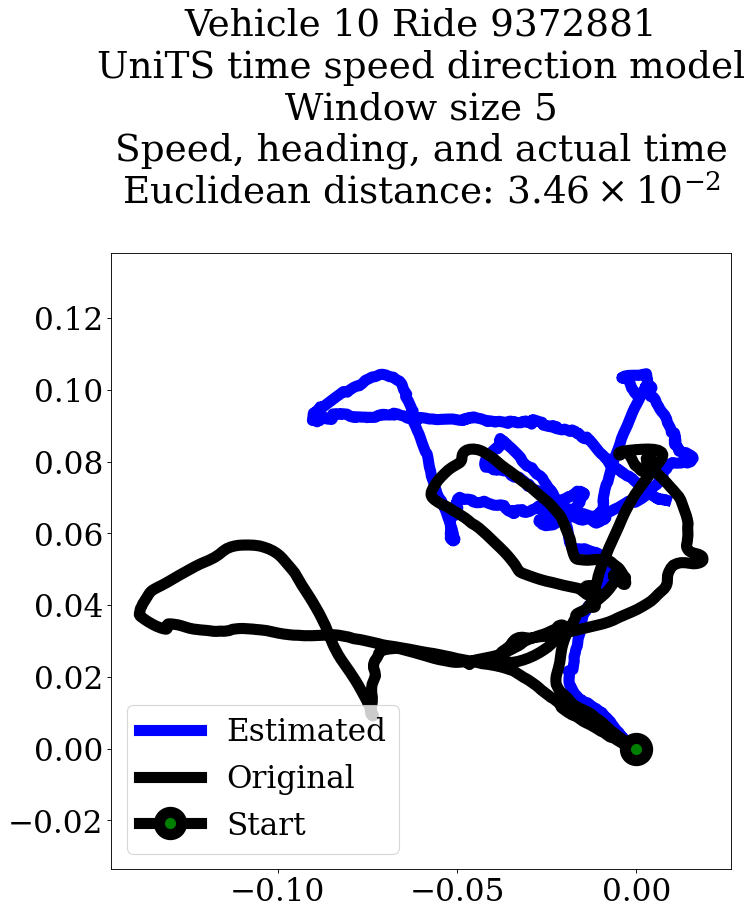 Vehicle 10 Ride 9372881
UniTS time speed direction model
Window size 5
Speed, heading, and actual time
Euclidean distance: 3.46 × 10⁻²
0.12
0.10
0.08
0.06
0.04
0.02
0.00
−0.02
Estimated
Original
Start
−0.10 −0.05 0.00